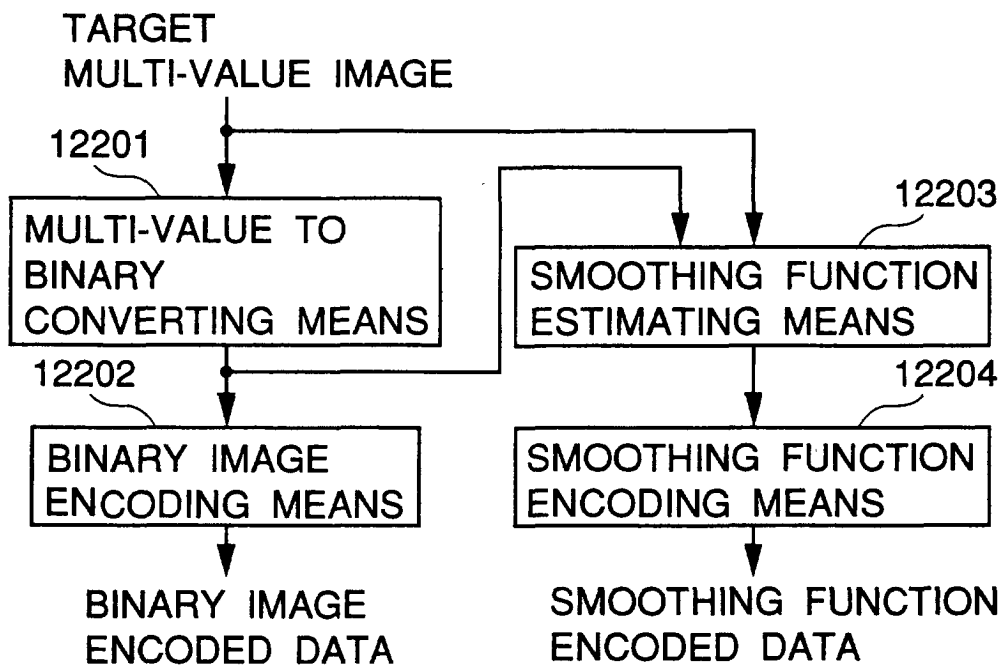 TARGET
MULTI-VALUE IMAGE
12201
MULTI-VALUE TO
BINARY
CONVERTING MEANS
12202
BINARY IMAGE
ENCODING MEANS
BINARY IMAGE
ENCODED DATA
12203
SMOOTHING FUNCTION
ESTIMATING MEANS
12204
SMOOTHING FUNCTION
ENCODING MEANS
SMOOTHING FUNCTION
ENCODED DATA